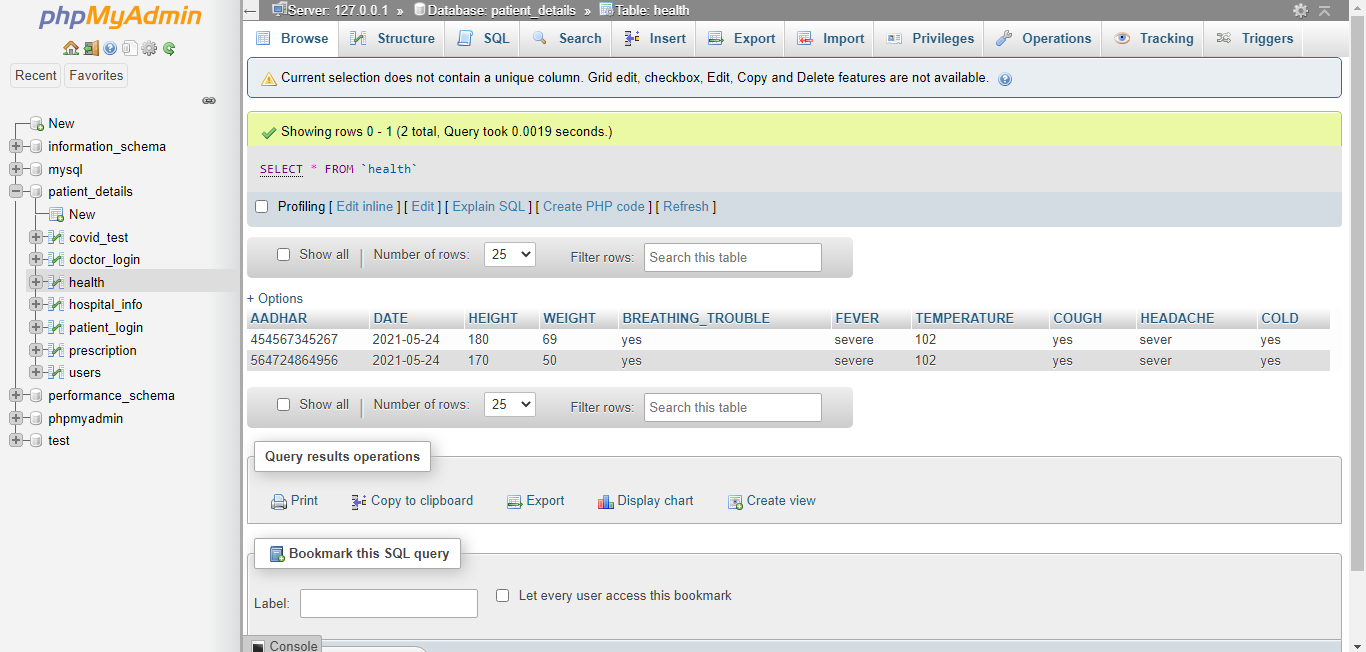 phpMyAdmin
Recent Favorites
New
information_schema
mysql
patient_details
New
covid_test
doctor_login
health
hospital_info
patient_login
prescription
users
performance_schema
phpmyadmin
test
Server: 127.0.0.1 » Database: patient_details » Table: health
Browse Structure SQL Search Insert Export Import Privileges Operations Tracking Triggers
Current selection does not contain a unique column. Grid edit, checkbox, Edit, Copy and Delete features are not available.
Showing rows 0 - 1 (2 total, Query took 0.0019 seconds.)
SELECT * FROM `health`
Profiling [ Edit inline ] [ Edit ] [ Explain SQL ] [ Create PHP code ] [ Refresh ]
Show all | Number of rows: 25 Filter rows: Search this table
+ Options
AADHAR DATE HEIGHT WEIGHT BREATHING_TROUBLE FEVER TEMPERATURE COUGH HEADACHE COLD
454567345267 2021-05-24 180 69 yes severe 102 yes sever yes
564724864956 2021-05-24 170 50 yes severe 102 yes sever yes
Show all | Number of rows: 25 Filter rows: Search this table
Query results operations
Print Copy to clipboard Export Display chart Create view
Bookmark this SQL query
Label: Let every user access this bookmark
Console